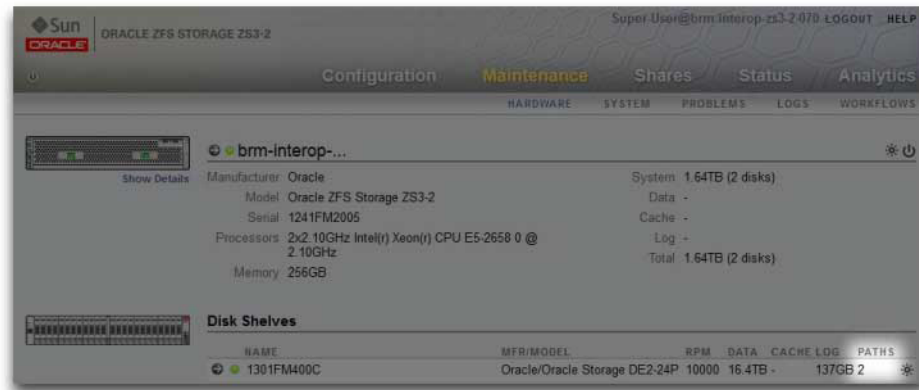 Sun
ORACLE
ORACLE ZFS STORAGE ZS3-2
Super-User@brm-interop-zs3-2-070 LOGOUT HELP
Configuration Maintenance Shares Status Analytics
HARDWARE SYSTEM PROBLEMS LOGS WORKFLOWS
brm-interop-...
Show Details
Manufacturer Oracle
Model Oracle ZFS Storage ZS3-2
Serial 1241FM2005
Processors 2x2.10GHz Intel(r) Xeon(r) CPU E5-2658 0 @
2.10GHz
Memory 256GB
System 1.64TB (2 disks)
Data -
Cache -
Log -
Total 1.64TB (2 disks)
Disk Shelves
NAME MFR/MODEL RPM DATA CACHE LOG PATHS
1301FM400C Oracle/Oracle Storage DE2-24P 10000 16.4TB - 137GB 2